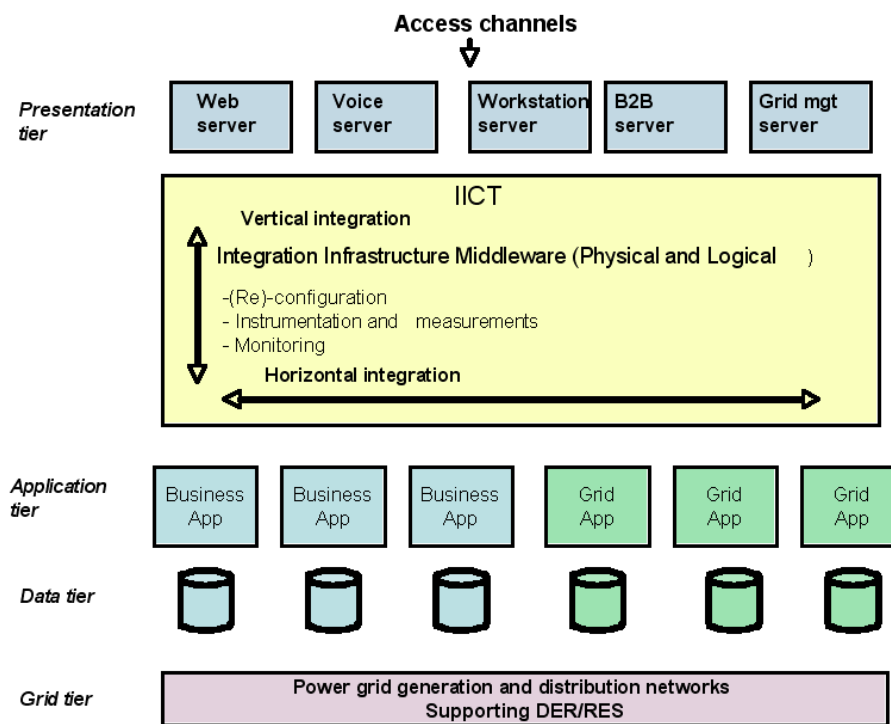 Access channels
Presentation
tier
Web
server
Voice
server
Workstation
server
B2B
server
Grid mgt
server
IICT
Vertical integration
Integration Infrastructure Middleware (Physical and Logical )
-(Re)-configuration
- Instrumentation and measurements
- Monitoring
Horizontal integration
Application
tier
Business
App
Business
App
Business
App
Grid
App
Grid
App
Grid
App
Data tier
Grid tier
Power grid generation and distribution networks
Supporting DER/RES